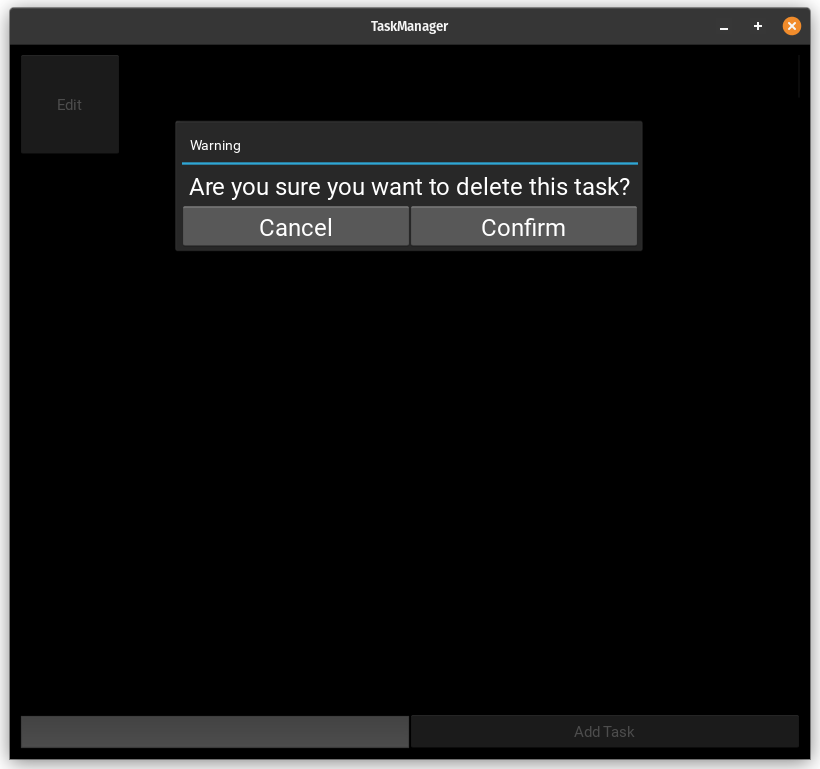 TaskManager
Edit
Warning
Are you sure you want to delete this task?
Cancel Confirm
Add Task